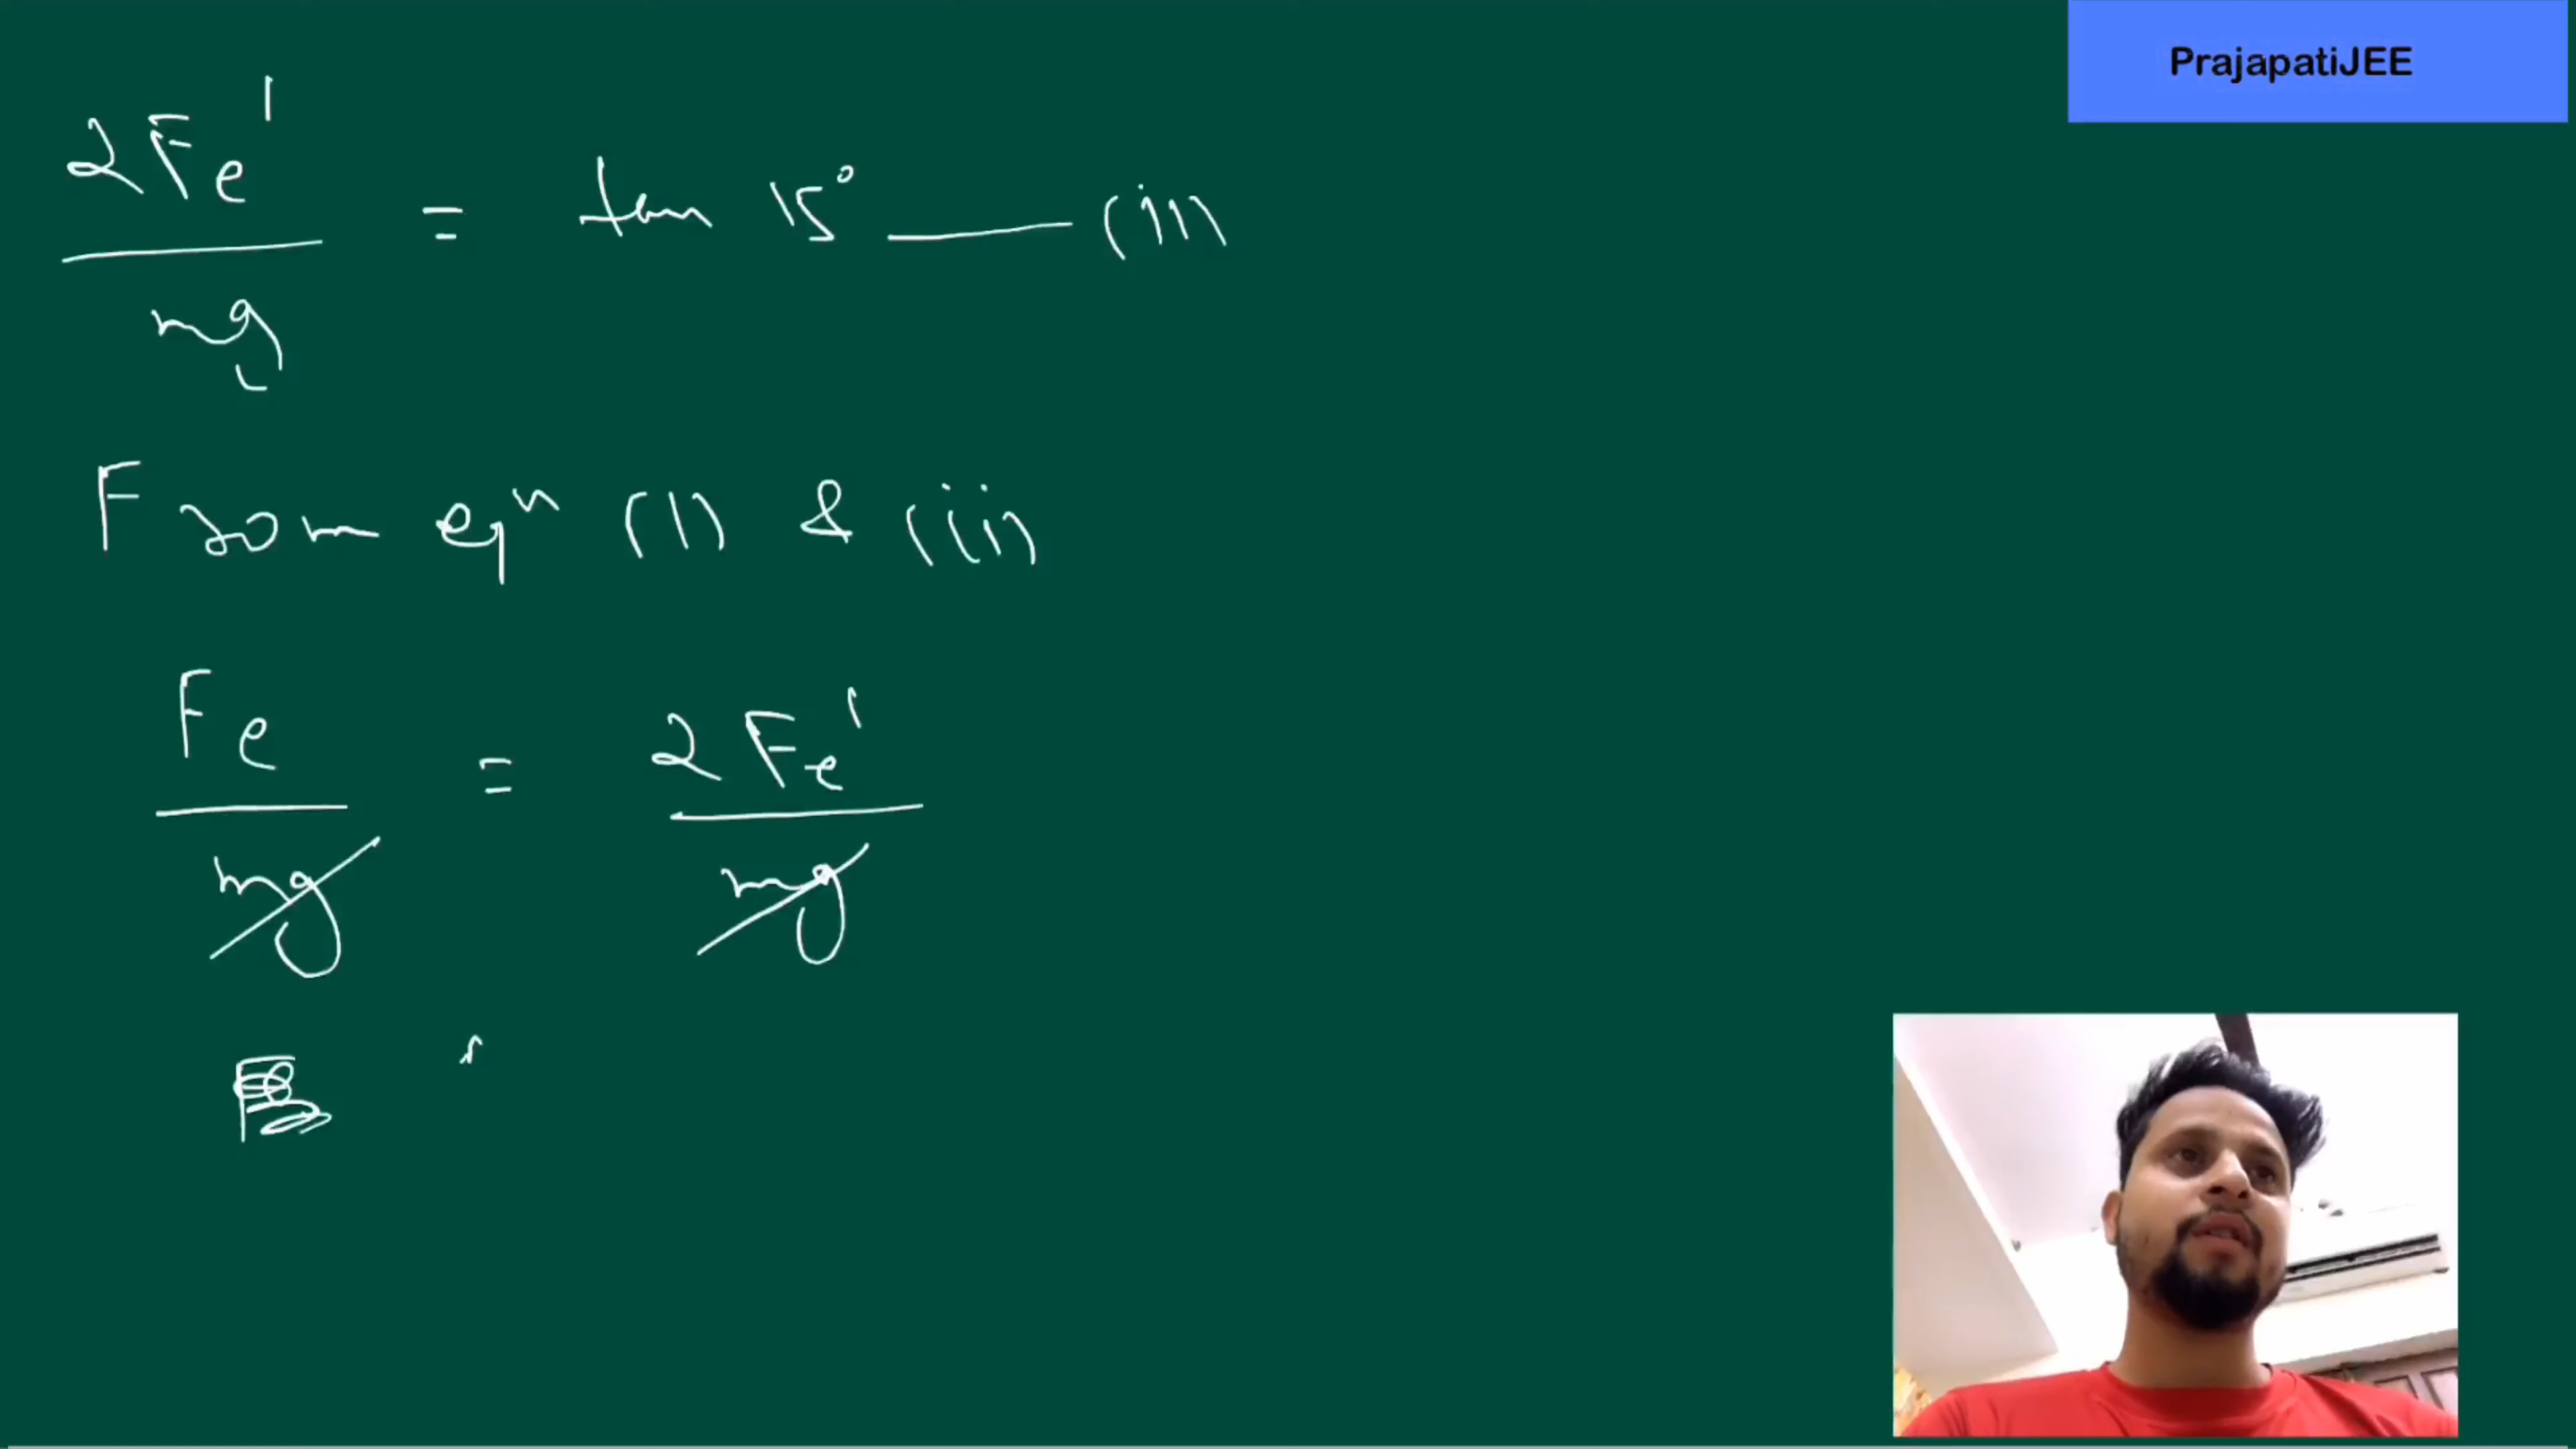 PrajapatiJEE
2Fe' / mg = tan 15° —— (ii)
From eqⁿ (i) & (ii)
Fe / mg = 2Fe' / mg